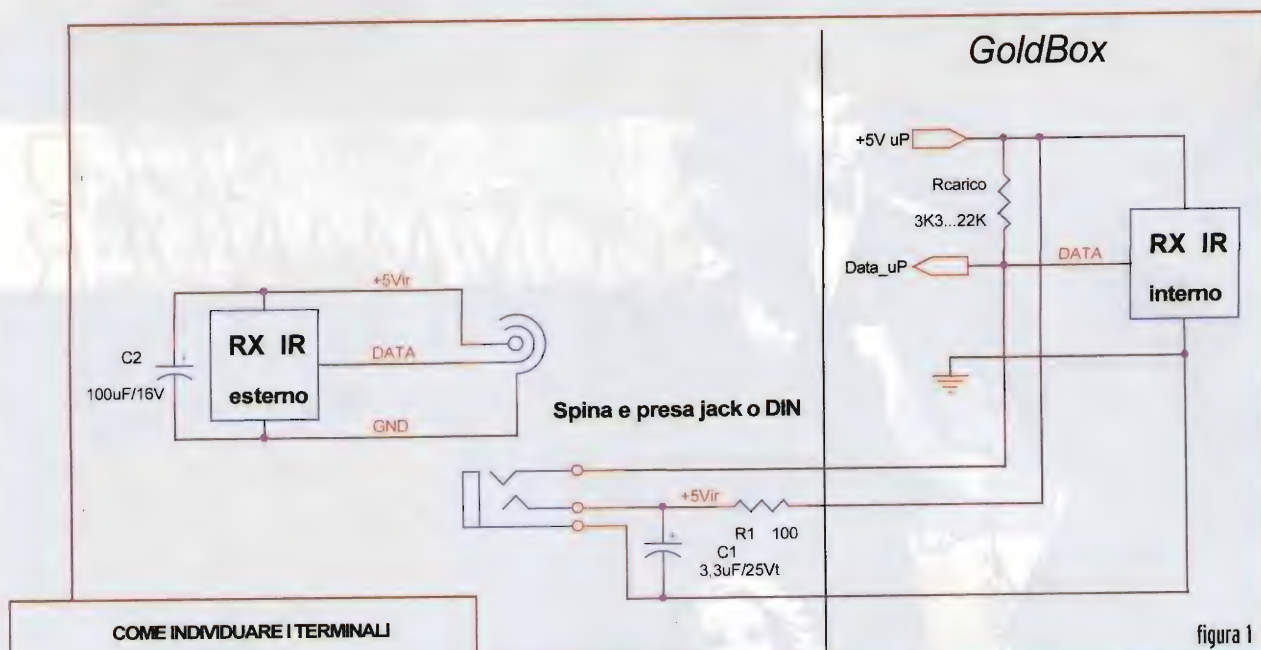 GoldBox
+5V uP
Rcarico
3K3...22K
Data_uP
DATA
RX IR
interno
+5Vir
C2
100uF/16V
+
RX IR
esterno
DATA
GND
Spina e presa jack o DIN
+5Vir
R1 100
+
C1
3,3uF/25Vt
COME INDIVIDUARE I TERMINALI
figura 1